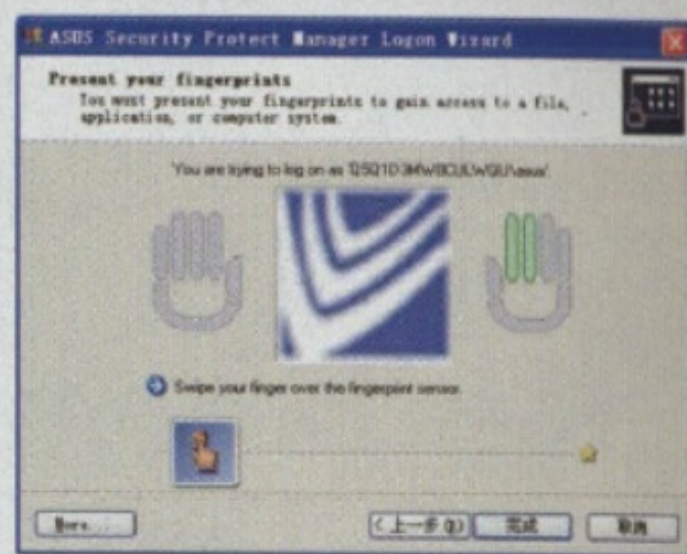 ASUS Security Protect Manager Logon Wizard
Present your fingerprints
You must present your fingerprints to gain access to a file,
application, or computer system.
You are trying to log on as
Swipe your finger over the fingerprint sensor.
More...
<上一步(B)
完成
取消